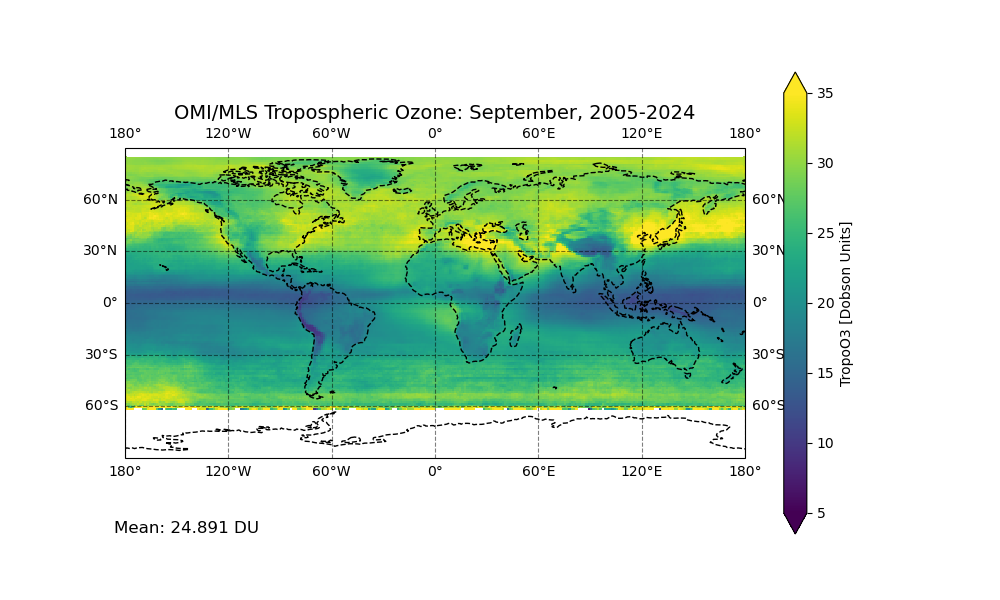 OMI/MLS Tropospheric Ozone: September, 2005-2024
180° 120°W 60°W 0° 60°E 120°E 180°
60°N 60°N
30°N 30°N
0° 0°
30°S 30°S
60°S 60°S
180° 120°W 60°W 0° 60°E 120°E 180°
35
30
25
20
15
10
5
TropoO3 [Dobson Units]
Mean: 24.891 DU